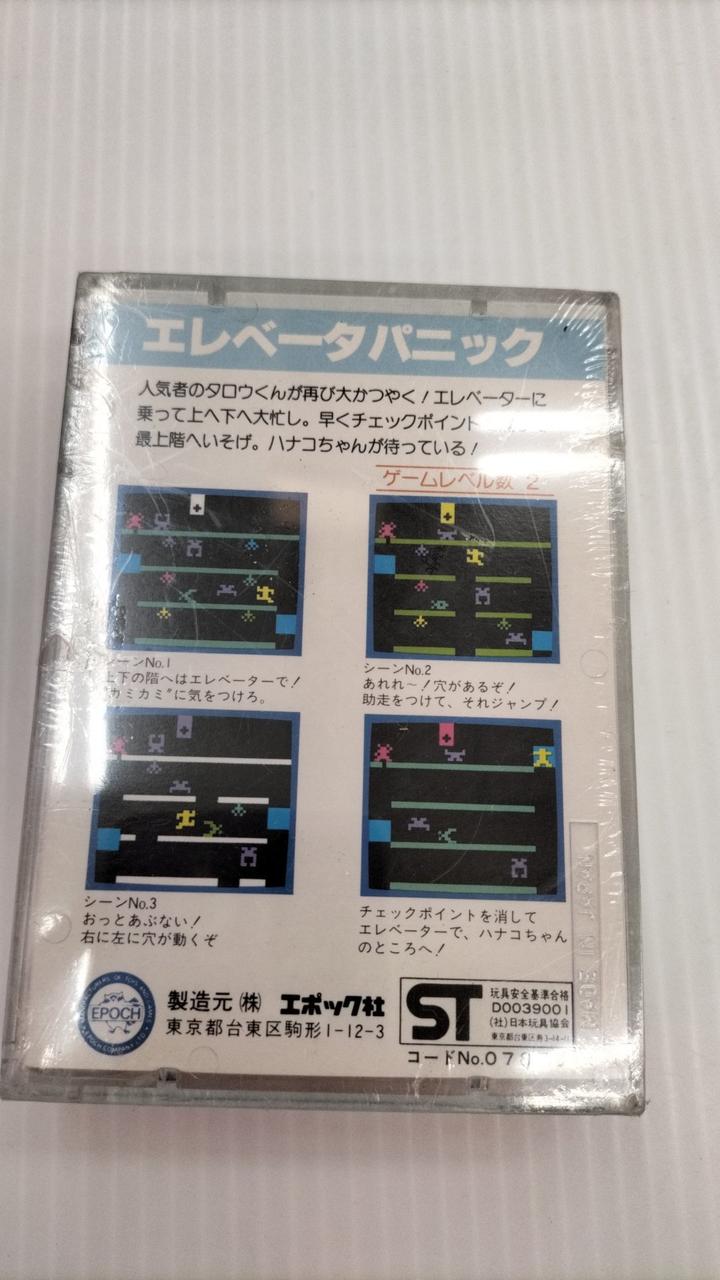 エレベータパニック
人気者のタロウくんが再び大かつやく！エレベーターに
乗って上へ下へ大忙し。早くチェックポイント
最上階へいそげ。ハナコちゃんが待っている！
ゲームレベル数 2
シーンNo.1
上下の階へはエレベーターで！
"カミカミ"に気をつけろ。
シーンNo.2
あれれ〜！穴があるぞ！
助走をつけて、それジャンプ！
シーンNo.3
おっとあぶない！
右に左に穴が動くぞ
チェックポイントを消して
エレベーターで、ハナコちゃん
のところへ！
EPOCH
製造元 ㈱ エポック社
東京都台東区駒形1-12-3
ST
玩具安全基準合格
D0039001
(社)日本玩具協会
コードNo.07
MADE IN JAPAN